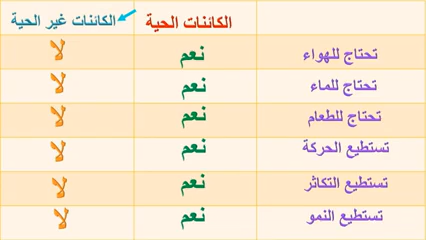 الكائنات الحية الكائنات غير الحية
تحتاج للهواء نعم لا
تحتاج للماء نعم لا
تحتاج للطعام نعم لا
تستطيع الحركة نعم لا
تستطيع التكاثر نعم لا
تستطيع النمو نعم لا